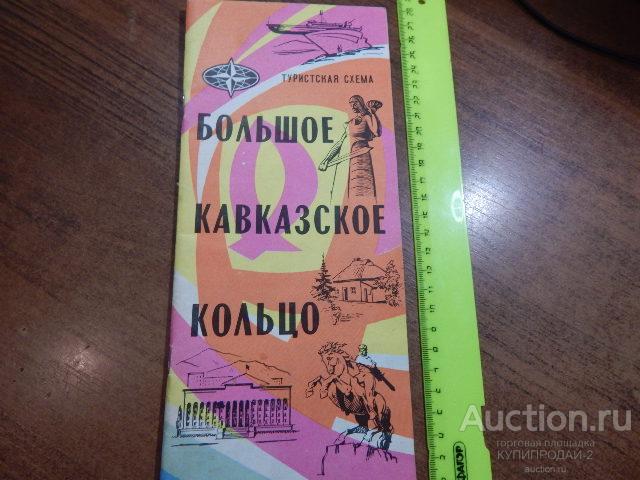 ТУРИСТСКАЯ СХЕМА
БОЛЬШОЕ
КАВКАЗСКОЕ
КОЛЬЦО
Auction.ru
торговая площадка
КУПИПРОДАЙ-2
auction.ru